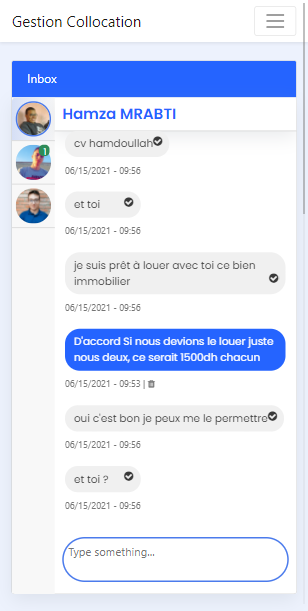 Gestion Collocation
Inbox
Hamza MRABTI
1
cv hamdoullah
06/15/2021 - 09:56
et toi
06/15/2021 - 09:56
je suis prêt à louer avec toi ce bien
immobilier
06/15/2021 - 09:56
D'accord Si nous devions le louer juste
nous deux, ce serait 1500dh chacun
06/15/2021 - 09:53 |
oui c'est bon je peux me le permettre
06/15/2021 - 09:56
et toi ?
06/15/2021 - 09:56
Type something...